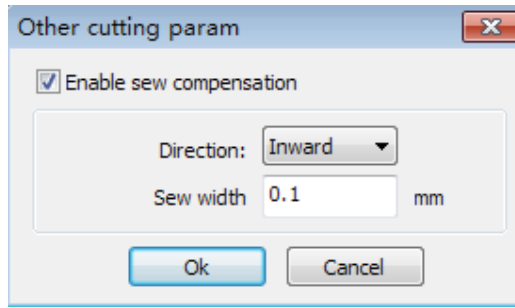 Other cutting param
Enable sew compensation
Direction: Inward
Sew width 0.1 mm
Ok Cancel